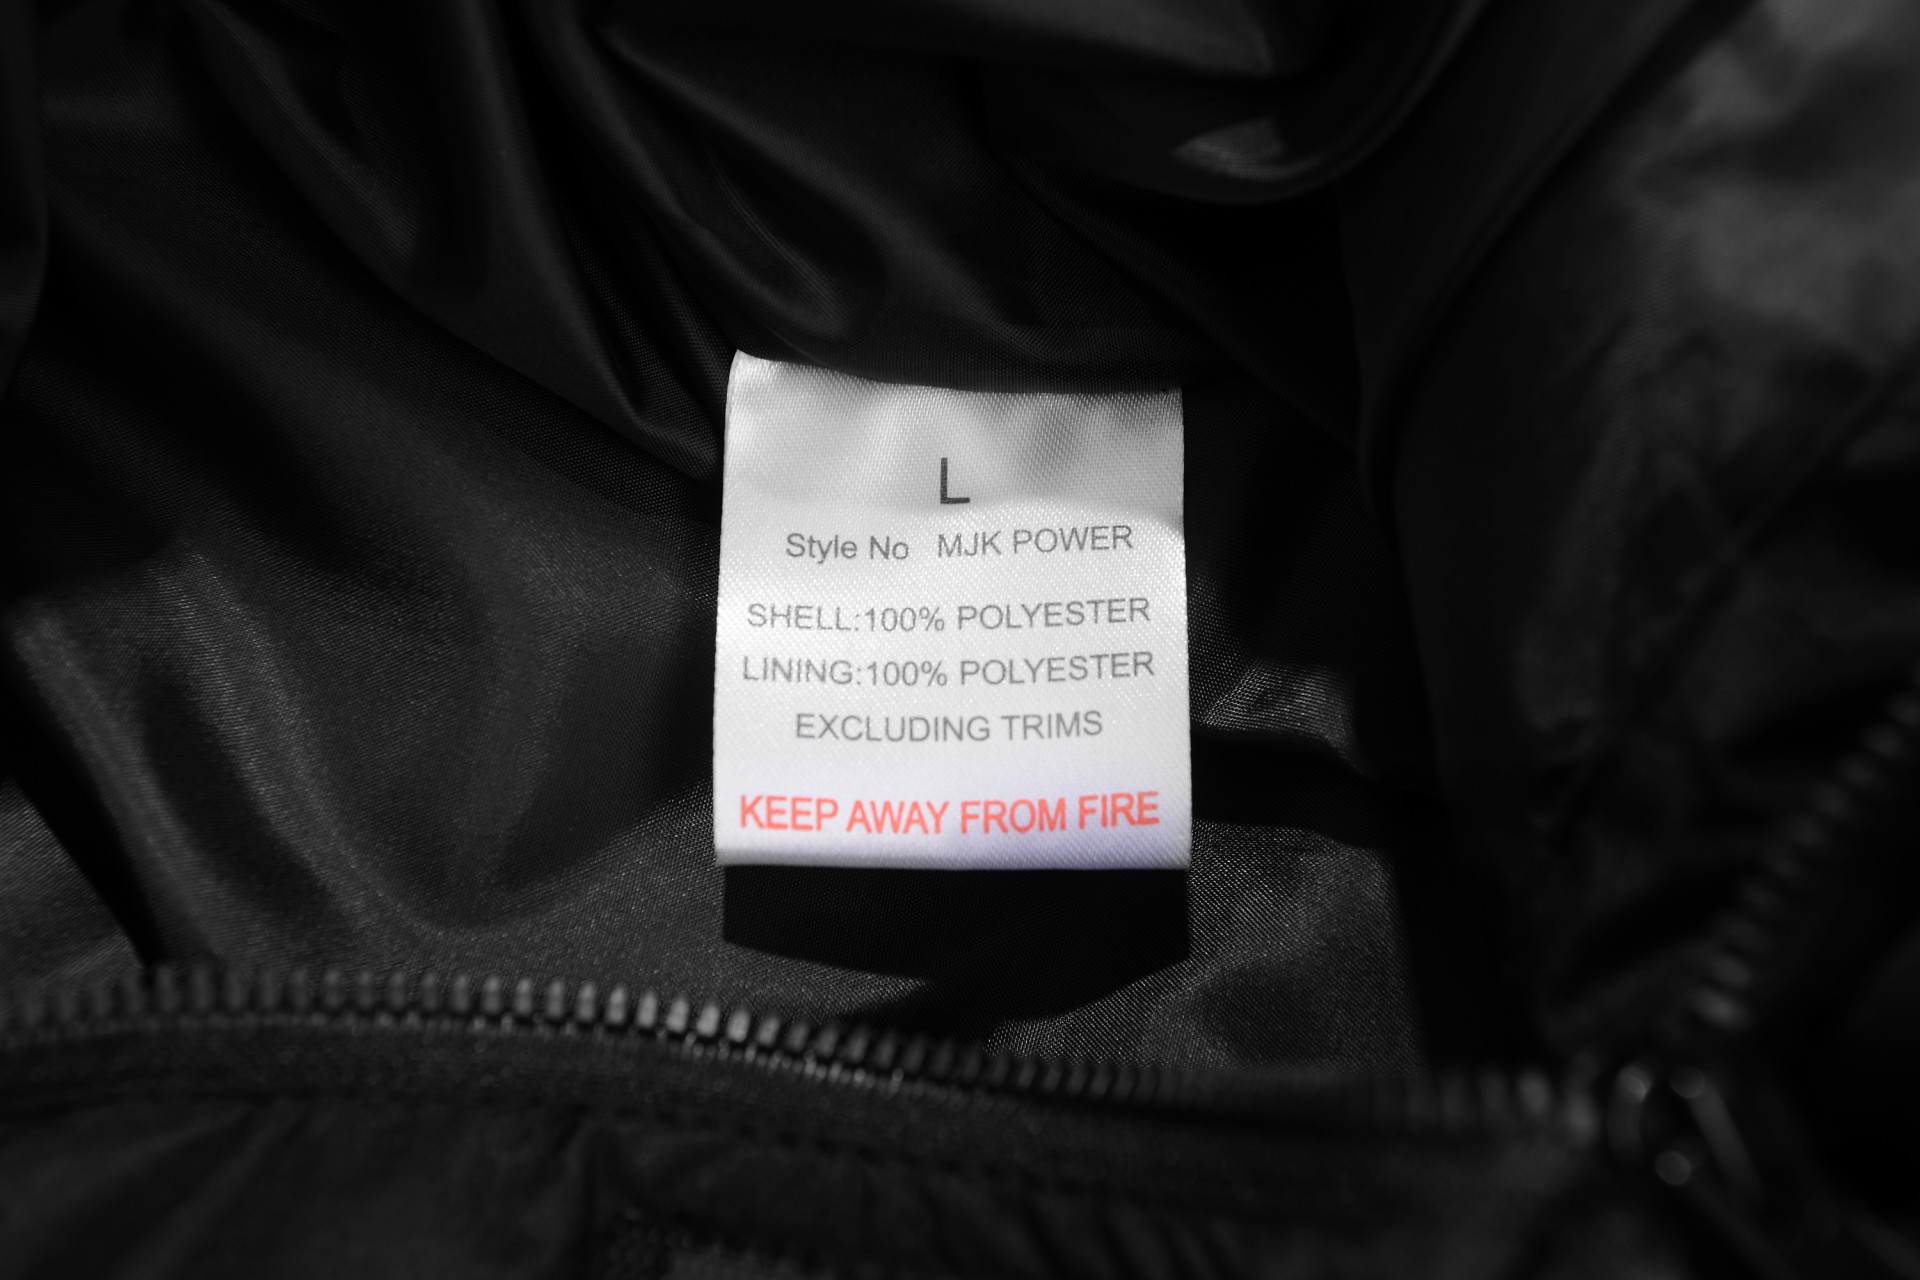 L
Style No MJK POWER
SHELL:100% POLYESTER
LINING:100% POLYESTER
EXCLUDING TRIMS
KEEP AWAY FROM FIRE